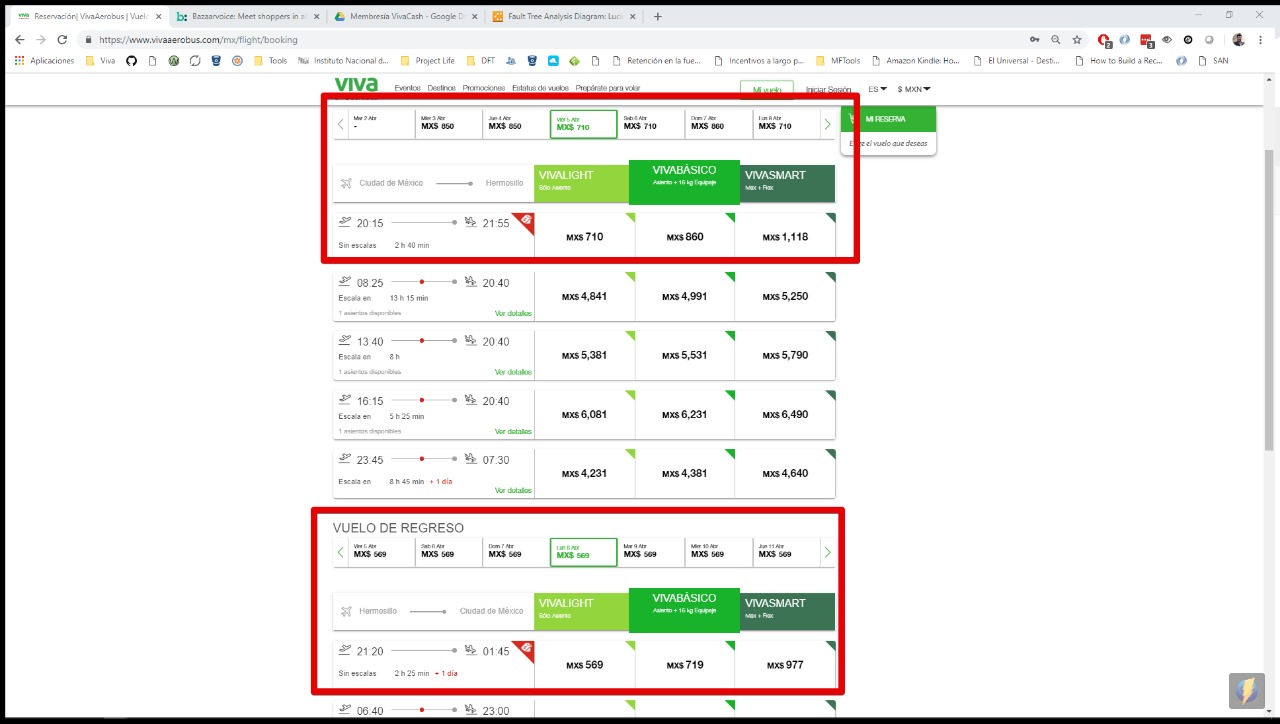 Reservación| VivaAerobus | Vuelo
Bazaarvoice: Meet shoppers in a
Membresía VivaCash - Google D
Fault Tree Analysis Diagram: Luci
https://www.vivaaerobus.com/mx/flight/booking
Aplicaciones Viva Tools Instituto Nacional d... Project Life DFT Retención en la fue... Incentivos a largo p... MFTools Amazon Kindle: Ho... El Universal - Desti... How to Build a Rec... SAN
viva Eventos Destinos Promociones Estatus de vuelos Prepárate para volar Mi vuelo Iniciar Sesión ES $ MXN
MI RESERVA
el vuelo que deseas
Mar 2 Abr Mier 3 Abr Jue 4 Abr Vier 5 Abr Sab 6 Abr Dom 7 Abr Lun 8 Abr
- MX$ 850 MX$ 850 MX$ 710 MX$ 710 MX$ 860 MX$ 710
Ciudad de México Hermosillo
VIVALIGHT VIVABÁSICO VIVASMART
Sólo Asiento Asiento + 15 kg Equipaje Max + Flex
20:15 21:55 MX$ 710 MX$ 860 MX$ 1,118
Sin escalas 2 h 40 min
08:25 20:40 MX$ 4,841 MX$ 4,991 MX$ 5,250
Escala en 13 h 15 min
1 asientos disponibles Ver detalles
13:40 20:40 MX$ 5,381 MX$ 5,531 MX$ 5,790
Escala en 8 h
1 asientos disponibles Ver detalles
16:15 20:40 MX$ 6,081 MX$ 6,231 MX$ 6,490
Escala en 5 h 25 min
1 asientos disponibles Ver detalles
23:45 07:30 MX$ 4,231 MX$ 4,381 MX$ 4,640
Escala en 8 h 45 min + 1 día
Ver detalles
VUELO DE REGRESO
Vier 5 Abr Sab 6 Abr Dom 7 Abr Lun 8 Abr Mar 9 Abr Mier 10 Abr Jue 11 Abr
MX$ 569 MX$ 569 MX$ 569 MX$ 569 MX$ 569 MX$ 569 MX$ 569
Hermosillo Ciudad de México
VIVALIGHT VIVABÁSICO VIVASMART
Sólo Asiento Asiento + 15 kg Equipaje Max + Flex
21:20 01:45 MX$ 569 MX$ 719 MX$ 977
Sin escalas 2 h 25 min + 1 día
06:40 23:00